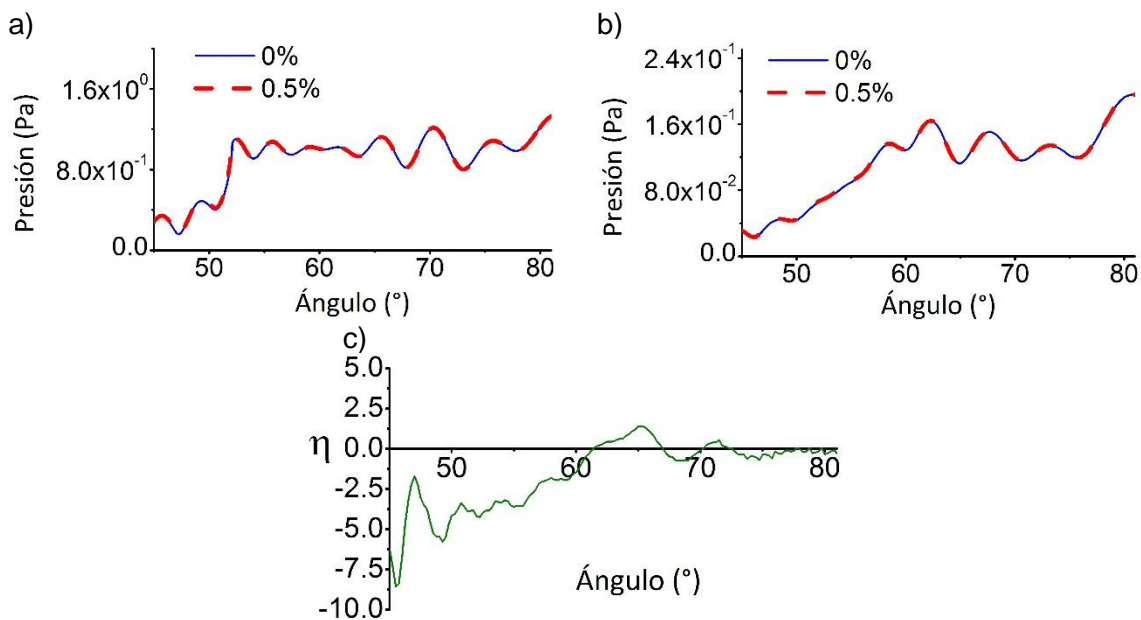 a)
0%
0.5%
Presión (Pa)
1.6x10⁰
8.0x10⁻¹
0.0
50 60 70 80
Ángulo (°)
b)
0%
0.5%
Presión (Pa)
2.4x10⁻¹
1.6x10⁻¹
8.0x10⁻²
0.0
50 60 70 80
Ángulo (°)
c)
5.0
2.5
η 0.0
50 60 70 80
-2.5
-5.0
-7.5
Ángulo (°)
-10.0